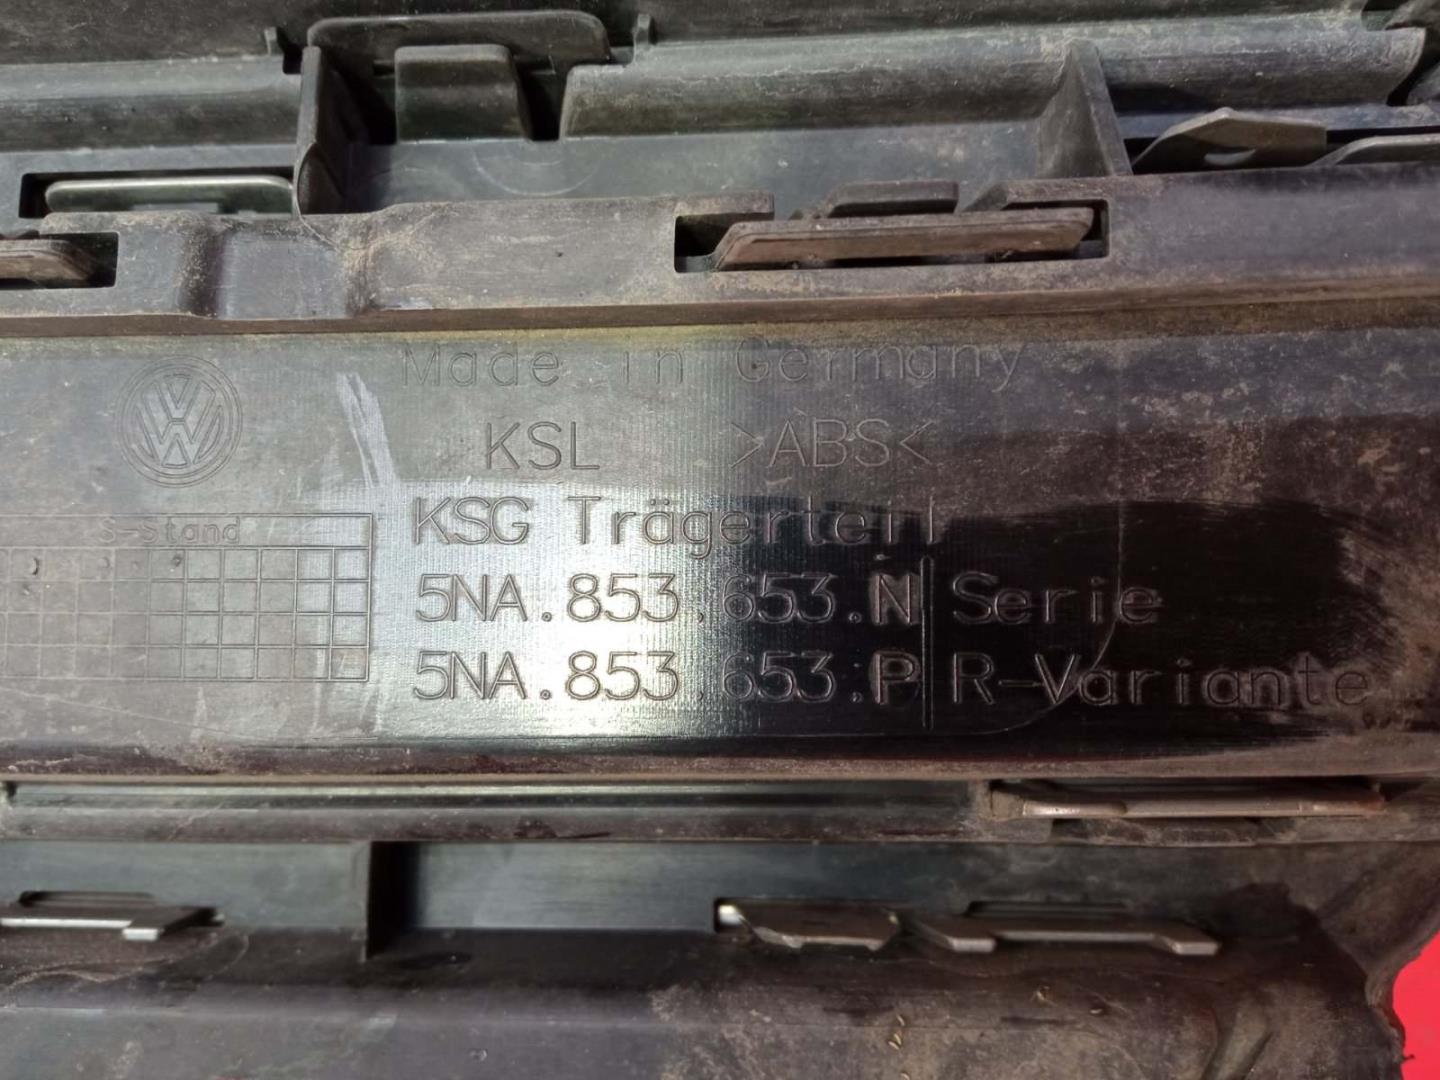 Made in Germany
KSL >ABS<
KSG Trägerteil
S-Stand
5NA.853.653.N Serie
5NA.853.653.P R-Variante